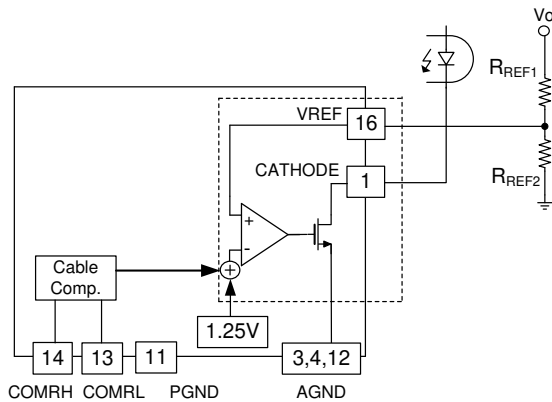 Vo
RREF1
VREF
16
CATHODE
1
RREF2
+
-
Cable
Comp.
+
1.25V
14
13
11
3,4,12
COMRH
COMRL
PGND
AGND